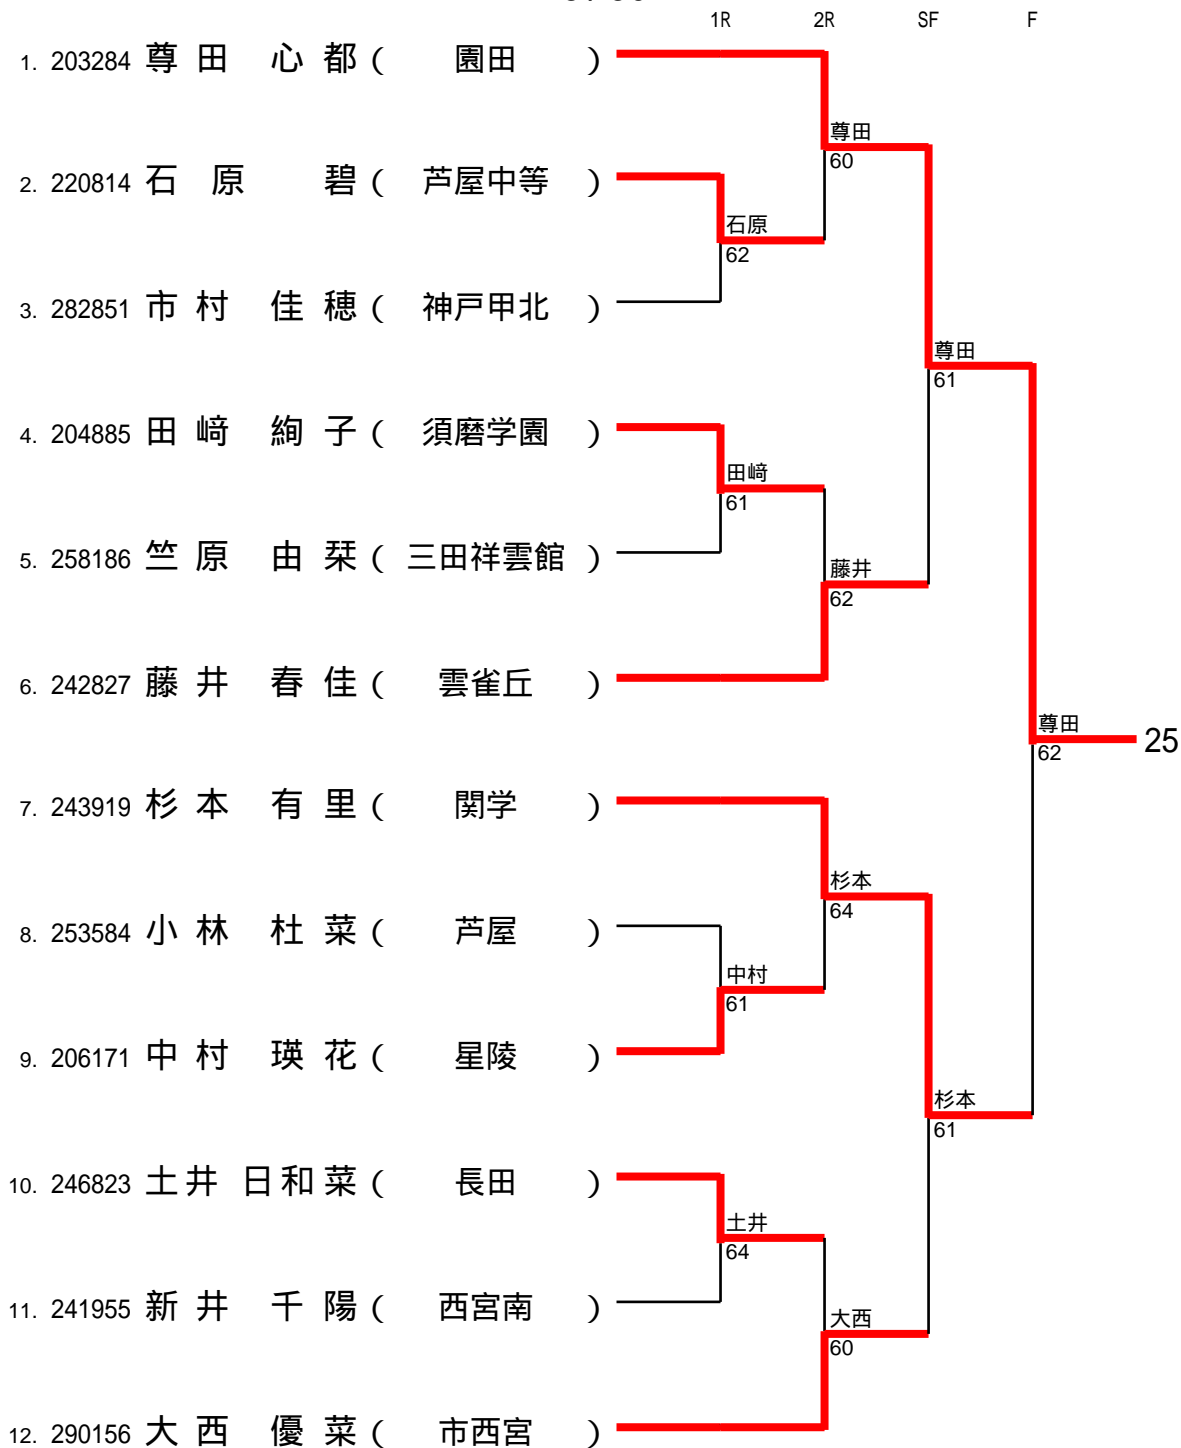 1R 2R SF F
1. 203284 尊田 心都 ( 園田 )
尊田
60
2. 220814 石原 碧 ( 芦屋中等 )
石原
62
3. 282851 市村 佳穂 ( 神戸甲北 )
尊田
61
4. 204885 田﨑 絢子 ( 須磨学園 )
田﨑
61
5. 258186 竺原 由栞 ( 三田祥雲館 )
藤井
62
6. 242827 藤井 春佳 ( 雲雀丘 )
尊田
62
25
7. 243919 杉本 有里 ( 関学 )
杉本
64
8. 253584 小林 杜菜 ( 芦屋 )
中村
61
9. 206171 中村 瑛花 ( 星陵 )
杉本
61
10. 246823 土井 日和菜 ( 長田 )
土井
64
11. 241955 新井 千陽 ( 西宮南 )
大西
60
12. 290156 大西 優菜 ( 市西宮 )